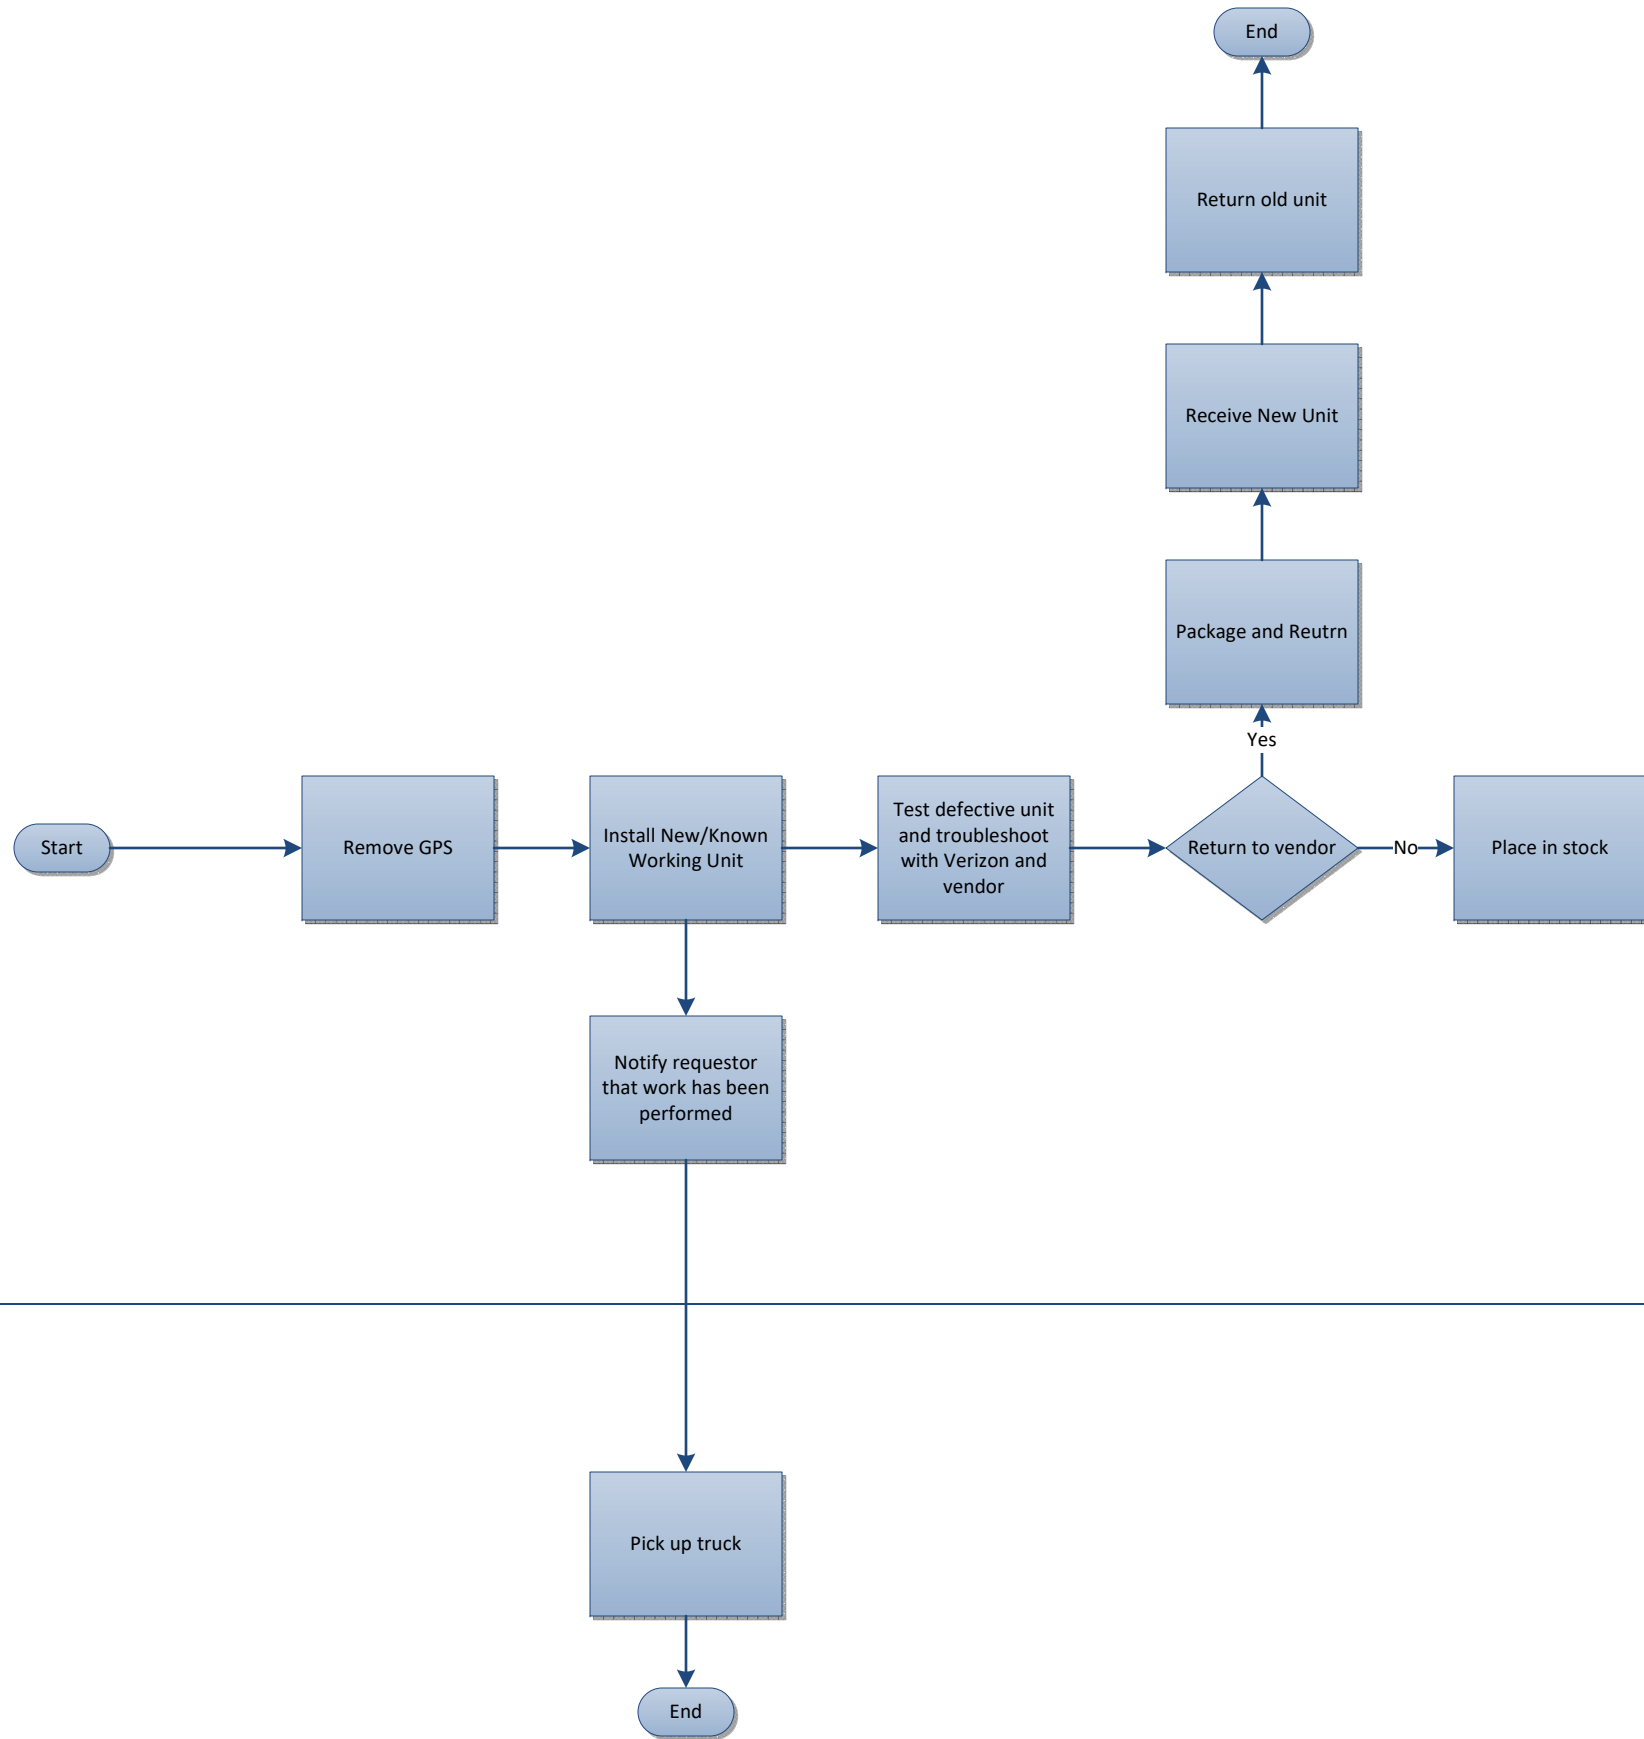 End
Return old unit
Receive New Unit
Package and Reutrn
Yes
Start
Remove GPS
Install New/Known
Working Unit
Test defective unit
and troubleshoot
with Verizon and
vendor
Return to vendor
No
Place in stock
Notify requestor
that work has been
performed
Pick up truck
End